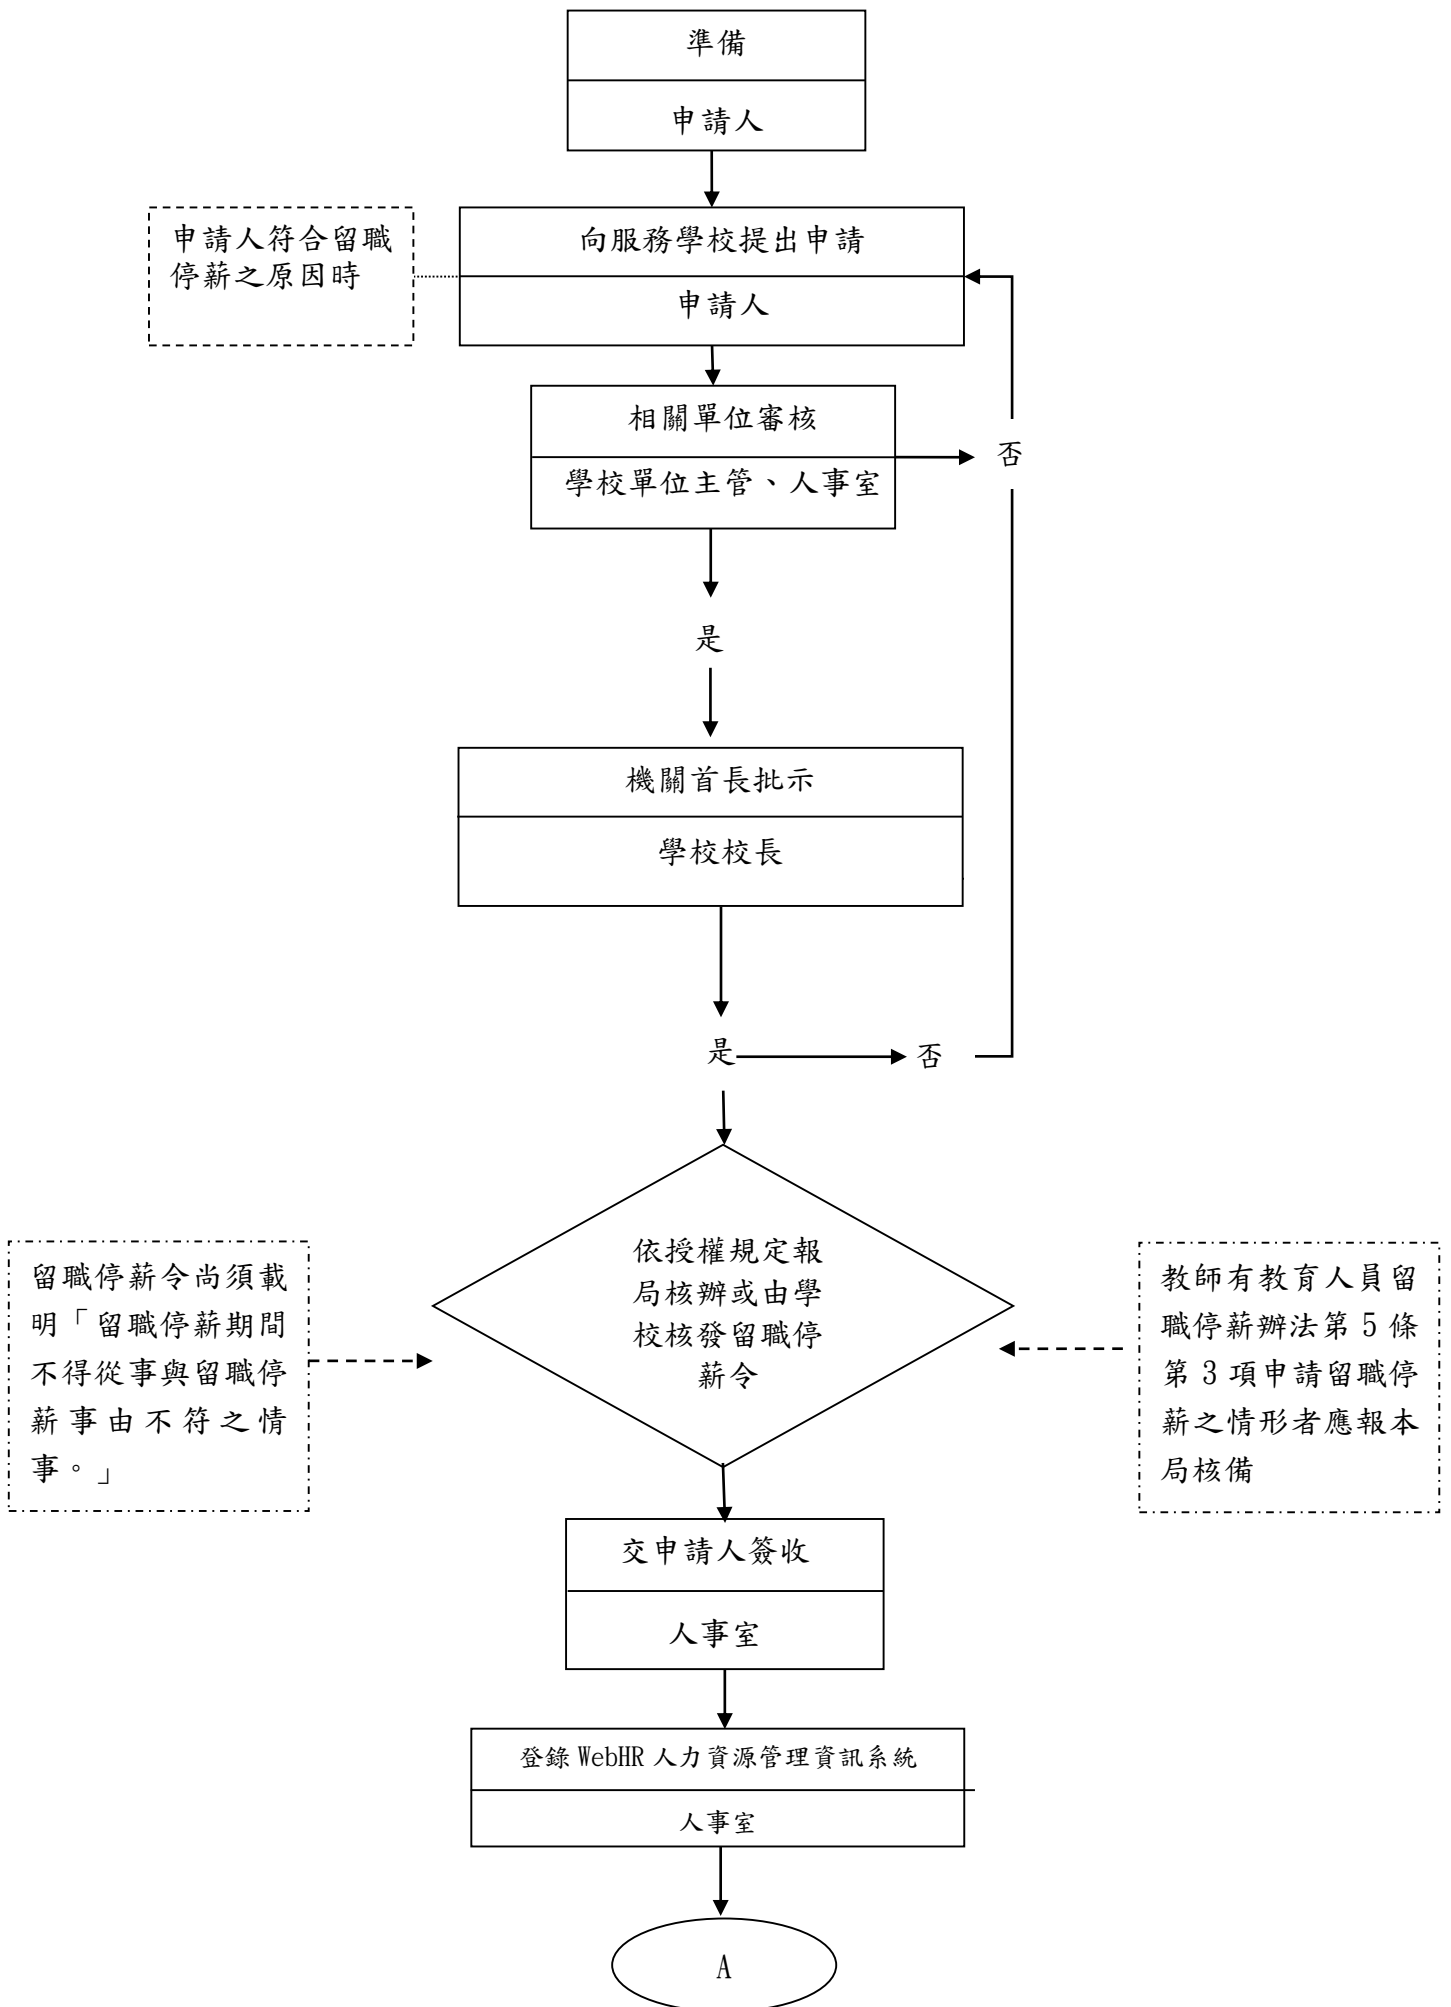 準備
申請人
申請人符合留職
停薪之原因時
向服務學校提出申請
申請人
相關單位審核
學校單位主管、人事室
否
是
機關首長批示
學校校長
是
否
依授權規定報
局核辦或由學
校核發留職停
薪令
留職停薪令尚須載
明「留職停薪期間
不得從事與留職停
薪事由不符之情
事。」
教師有教育人員留
職停薪辦法第 5 條
第 3 項申請留職停
薪之情形者應報本
局核備
交申請人簽收
人事室
登錄 WebHR 人力資源管理資訊系統
人事室
A